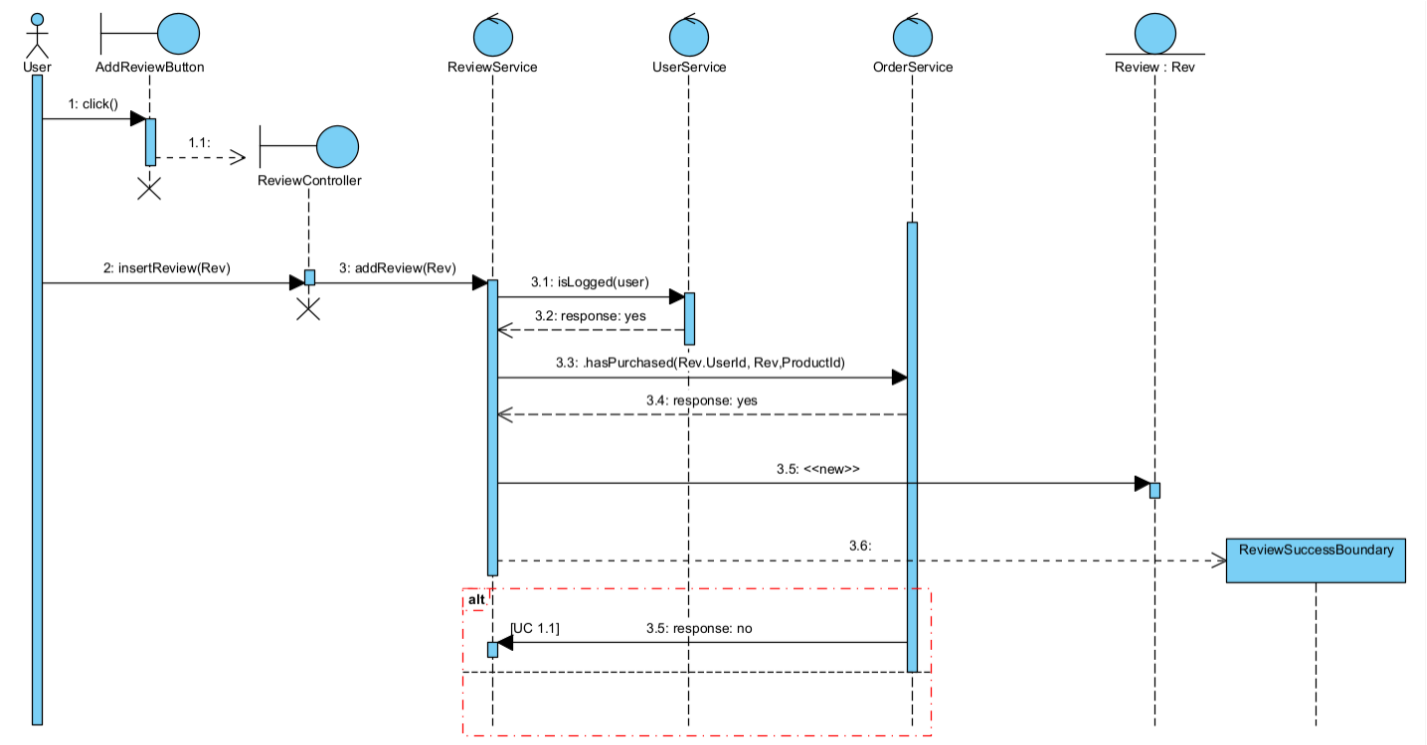 User
AddReviewButton
ReviewService
UserService
OrderService
Review : Rev
1: click()
1.1:
ReviewController
2: insertReview(Rev)
3: addReview(Rev)
3.1: isLogged(user)
3.2: response: yes
3.3: .hasPurchased(Rev.UserId, Rev,ProductId)
3.4: response: yes
3.5: <<new>>
3.6:
ReviewSuccessBoundary
alt
[UC 1.1]
3.5: response: no